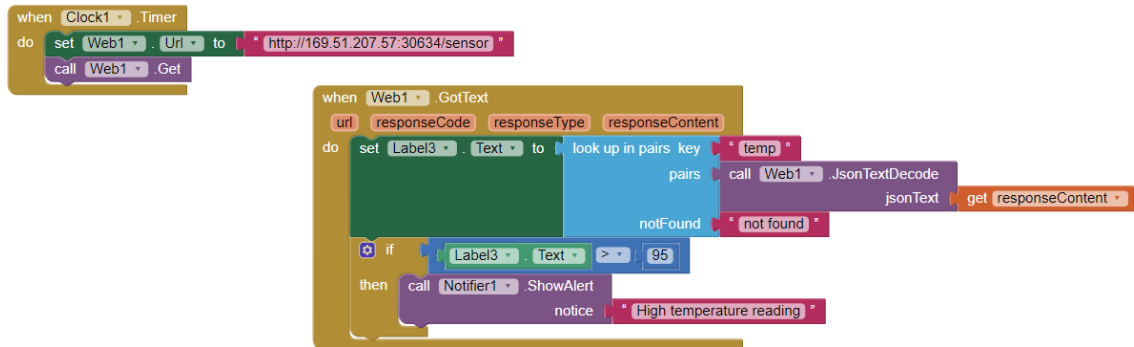 when Clock1 .Timer
do set Web1 . Url to " http://169.51.207.57:30634/sensor "
call Web1 .Get
when Web1 .GotText
url responseCode responseType responseContent
do set Label3 . Text to look up in pairs key " temp "
pairs call Web1 .JsonTextDecode
jsonText get responseContent
notFound " not found "
if Label3 . Text > 95
then call Notifier1 .ShowAlert
notice " High temperature reading "